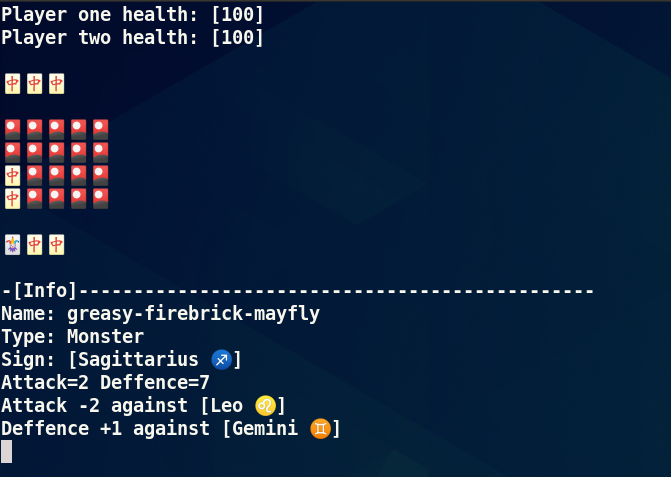 Player one health: [100]
Player two health: [100]
🀄 🀄 🀄
🎴 🎴 🎴 🎴 🎴
🎴 🎴 🎴 🎴 🎴
🀄 🎴 🎴 🎴 🎴
🀄 🎴 🎴 🎴 🎴
🃏 🀄 🀄
-[Info]-----------------------------------------------
Name: greasy-firebrick-mayfly
Type: Monster
Sign: [Sagittarius ♐]
Attack=2 Deffence=7
Attack -2 against [Leo ♌]
Deffence +1 against [Gemini ♊]